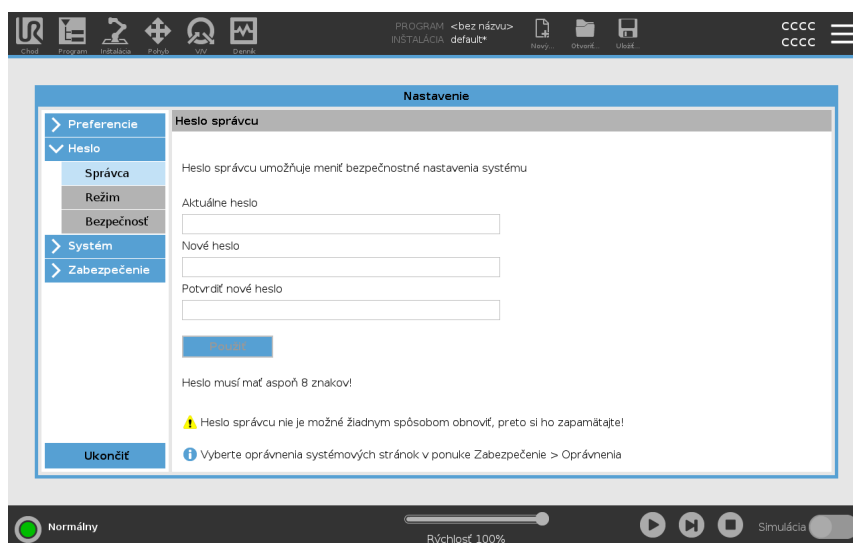 PROGRAM <bez názvu>
INŠTALÁCIA default*
Chod Program Inštalácia Pohyb V/V Denník Nový... Otvoriť... Uložiť...
CCCC
CCCC
Nastavenie
Preferencie
Heslo
Správca
Režim
Bezpečnosť
Systém
Zabezpečenie
Ukončiť
Heslo správcu
Heslo správcu umožňuje meniť bezpečnostné nastavenia systému
Aktuálne heslo
Nové heslo
Potvrdiť nové heslo
Použiť
Heslo musí mať aspoň 8 znakov!
Heslo správcu nie je možné žiadnym spôsobom obnoviť, preto si ho zapamätajte!
Vyberte oprávnenia systémových stránok v ponuke Zabezpečenie > Oprávnenia
Normálny
Rýchlosť 100%
Simulácia